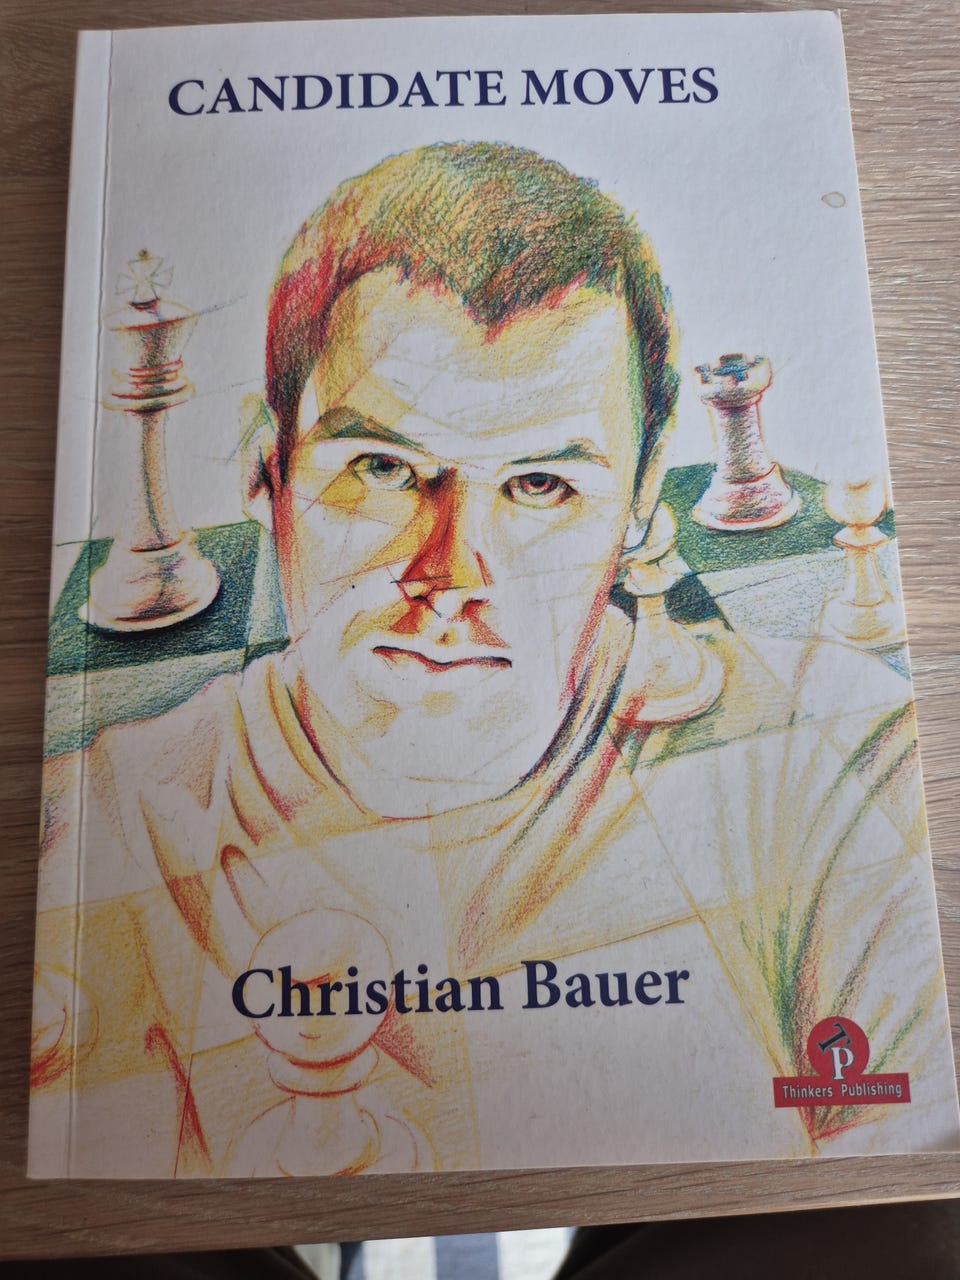 CANDIDATE MOVES
Christian Bauer
TP
Thinkers Publishing